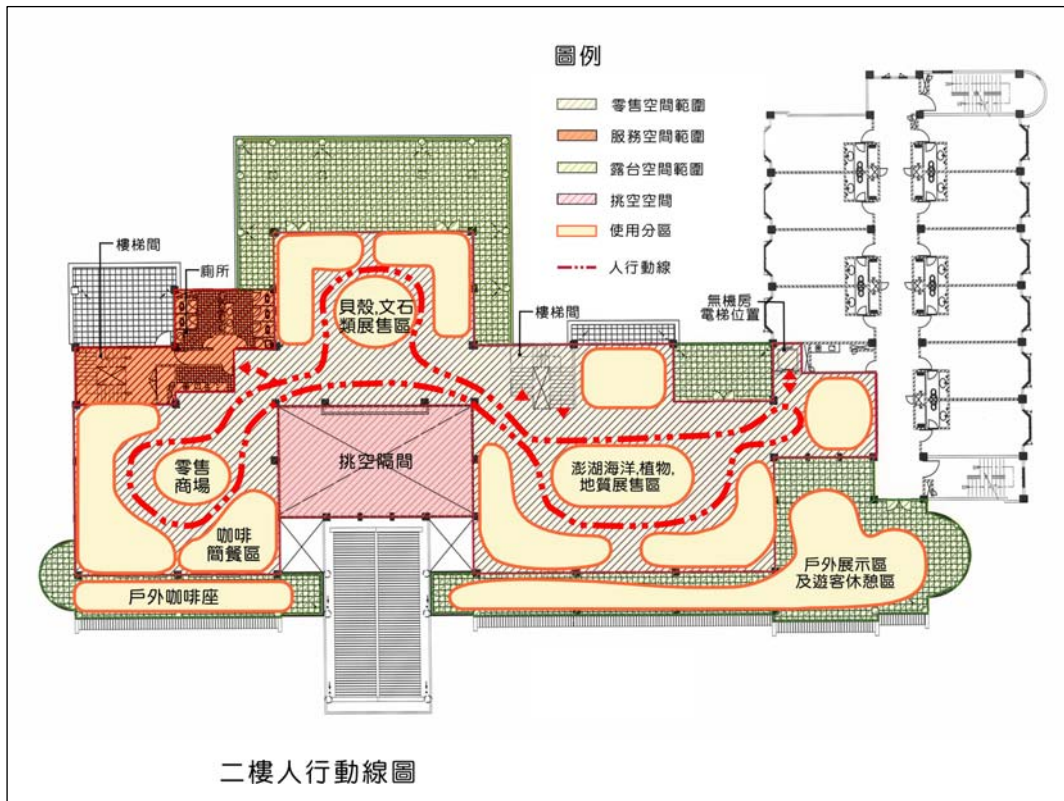 圖例
零售空間範圍
服務空間範圍
露台空間範圍
挑空空間
使用分區
人行動線
樓梯間
廁所
貝殼,文石
類展售區
樓梯間
無機房
電梯位置
挑空隔間
零售
商場
澎湖海洋,植物,
地質展售區
咖啡
簡餐區
戶外展示區
及遊客休憩區
戶外咖啡座
二樓人行動線圖